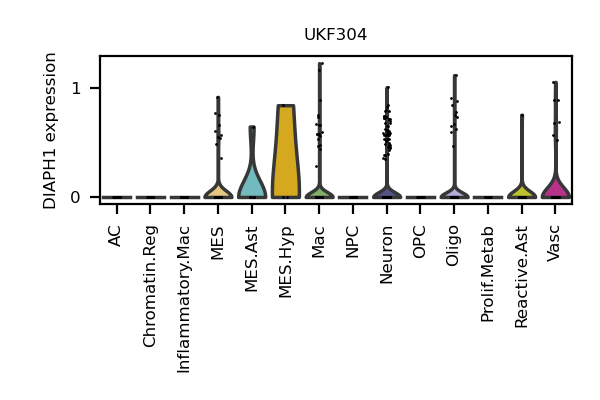 UKF304
DIAPH1 expression
1
0
AC
Chromatin.Reg
Inflammatory.Mac
MES
MES.Ast
MES.Hyp
Mac
NPC
Neuron
OPC
Oligo
Prolif.Metab
Reactive.Ast
Vasc